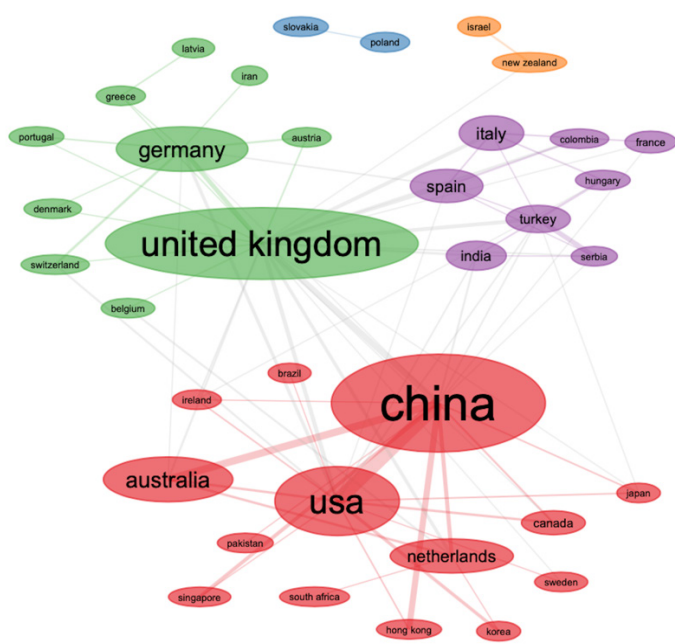 slovakia
israel
latvia
poland
new zealand
iran
greece
portugal
germany
austria
italy
colombia
france
spain
hungary
denmark
turkey
united kingdom
switzerland
india
serbia
belgium
brazil
ireland
china
australia
usa
japan
canada
pakistan
netherlands
sweden
singapore
south africa
hong kong
korea